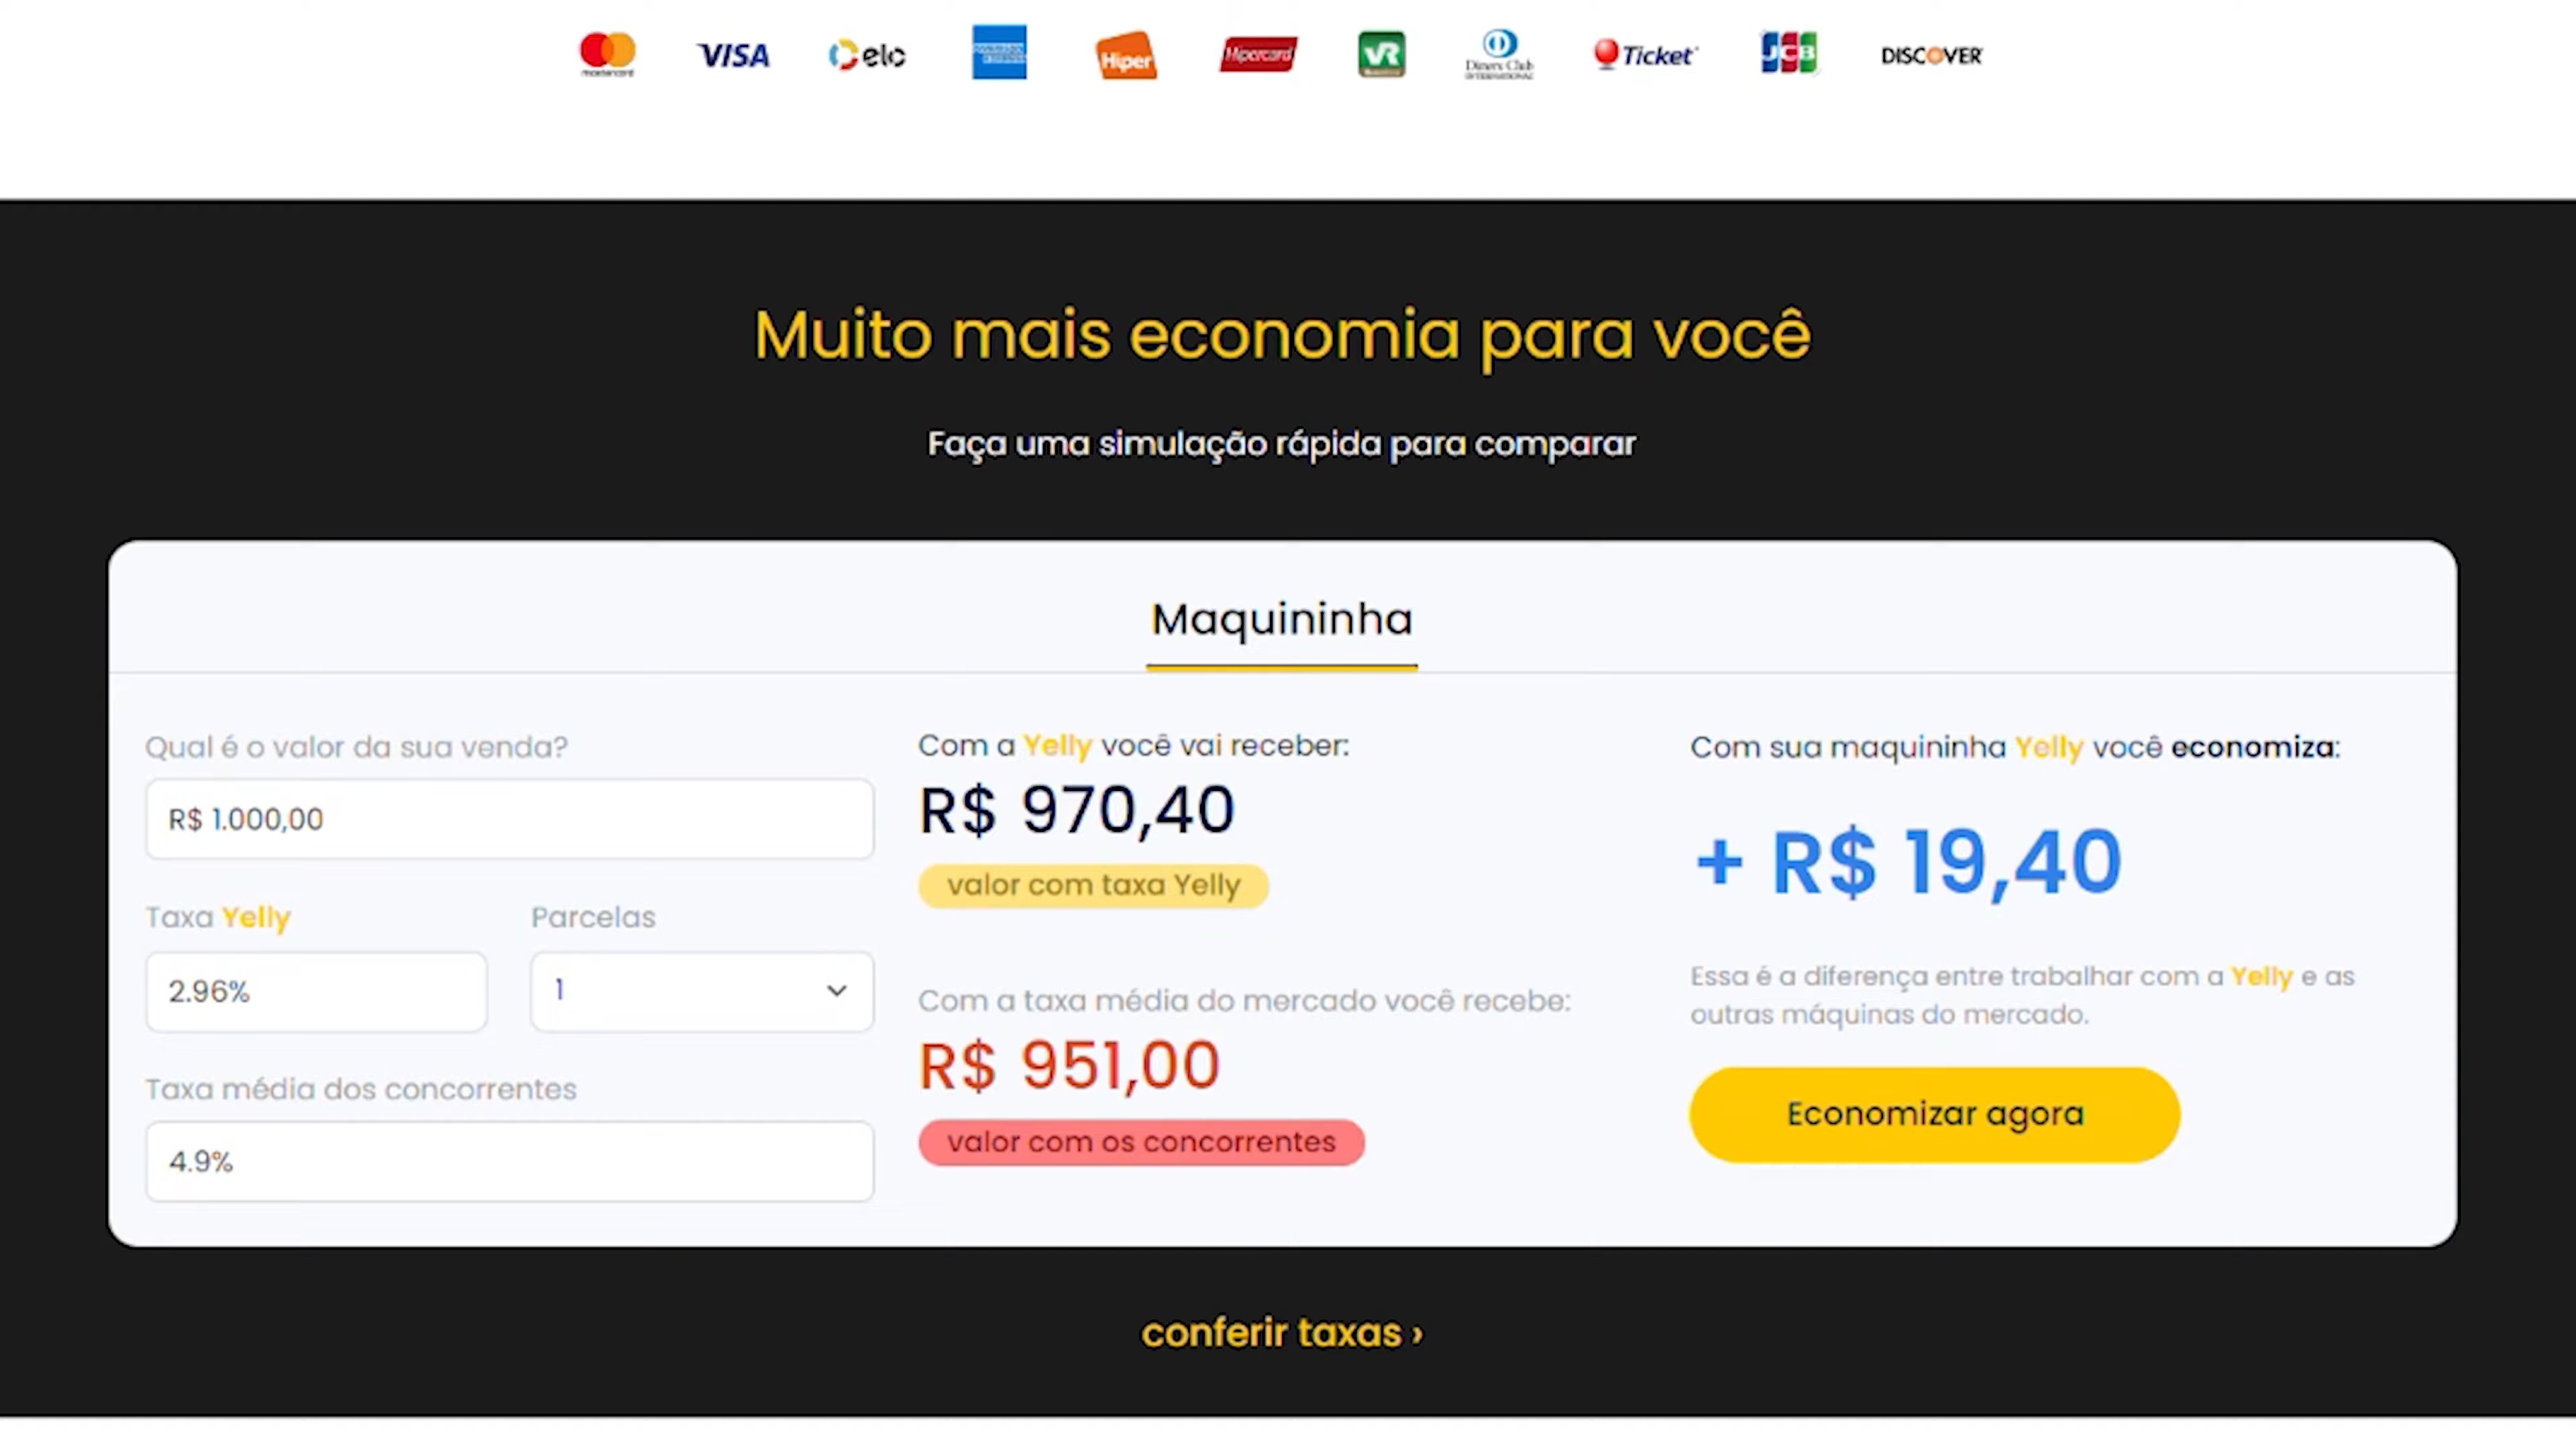 mastercard VISA elo Hiper Hipercard VR Diners Club INTERNATIONAL Ticket JCB DISCOVER
Muito mais economia para você
Faça uma simulação rápida para comparar
Maquininha
Qual é o valor da sua venda?
R$ 1.000,00
Taxa Yelly
Parcelas
2.96%
1
Taxa média dos concorrentes
4.9%
Com a Yelly você vai receber:
R$ 970,40
valor com taxa Yelly
Com a taxa média do mercado você recebe:
R$ 951,00
valor com os concorrentes
Com sua maquininha Yelly você economiza:
+ R$ 19,40
Essa é a diferença entre trabalhar com a Yelly e as
outras máquinas do mercado.
Economizar agora
conferir taxas ›